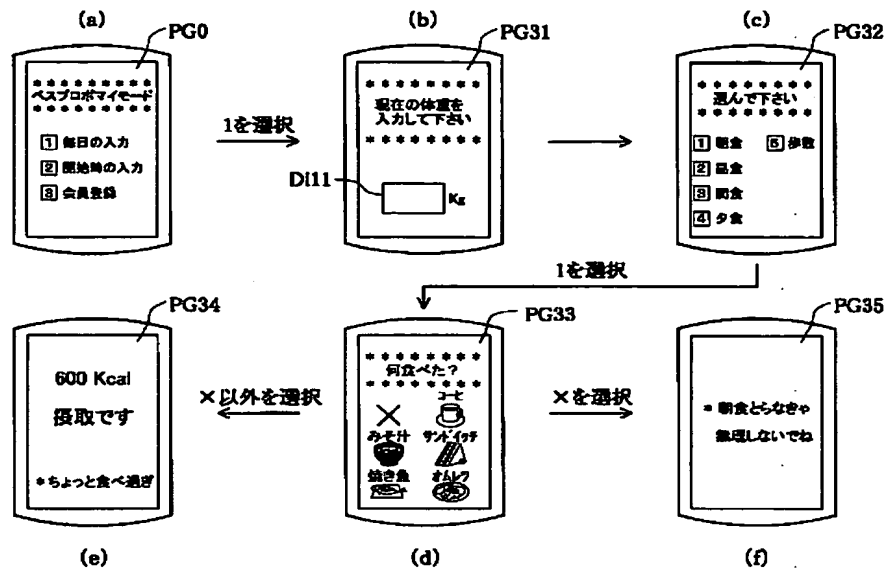 (a)
PG0
* * * * * * * * *
ベスプロポマイモード
* * * * * * * * *
1 毎日の入力
2 開始時の入力
3 会員登録
1を選択
(b)
PG31
* * * * * * * *
現在の体重を
入力して下さい
* * * * * * * *
DI11
Kg
(c)
PG32
* * * * * * * *
選んで下さい
* * * * * * * *
1 朝食 5 歩数
2 昼食
3 間食
4 夕食
1を選択
PG34
600 Kcal
摂取です
*ちょっと食べ過ぎ
(e)
×以外を選択
PG33
* * * * * * * *
何食べた?
* * * * * * * *
コーヒ
みそ汁 サンドイッチ
焼き魚 オムレツ
(d)
×を選択
PG35
* 朝食とらなきゃ
無理しないでね
(f)